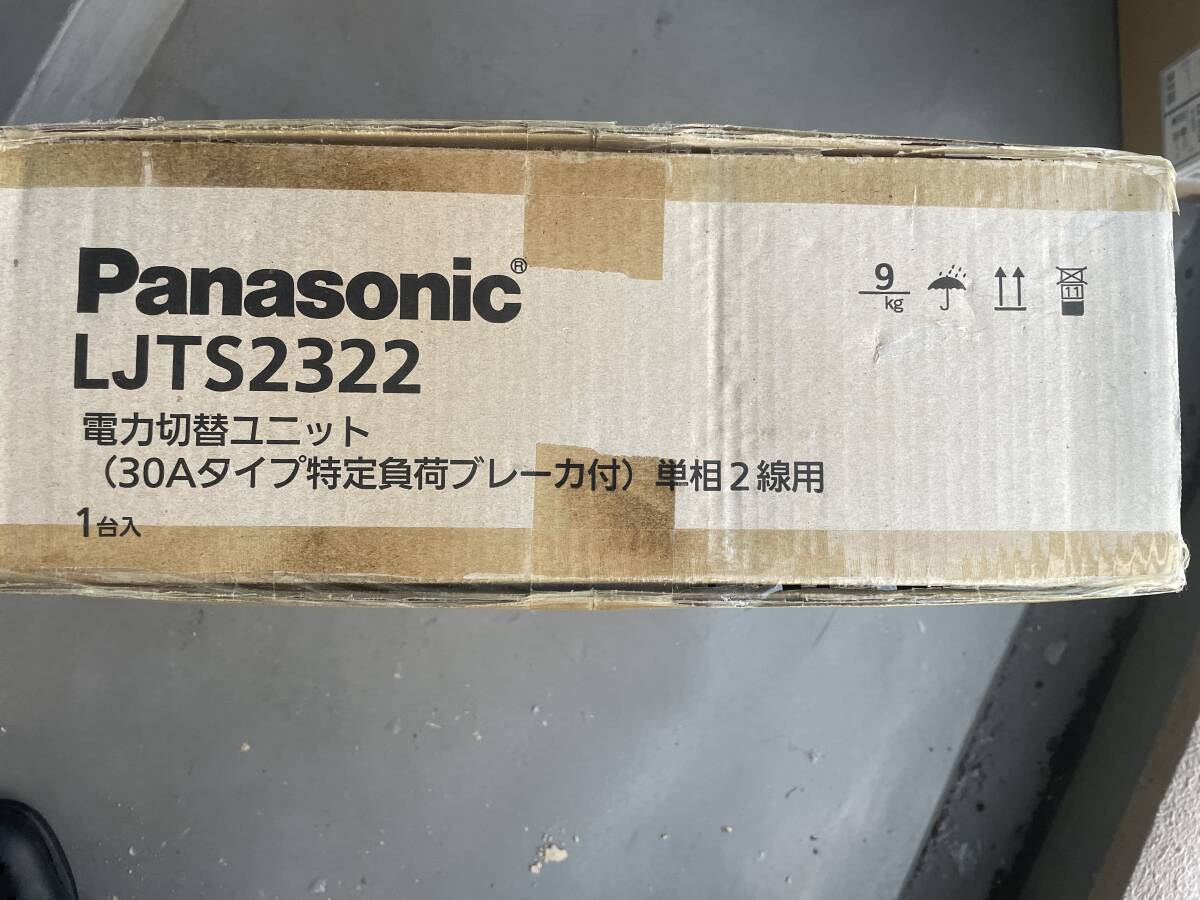 Panasonic®
LJTS2322
電力切替ユニット
（30Aタイプ特定負荷ブレーカ付）単相2線用
1台入
9
kg
11